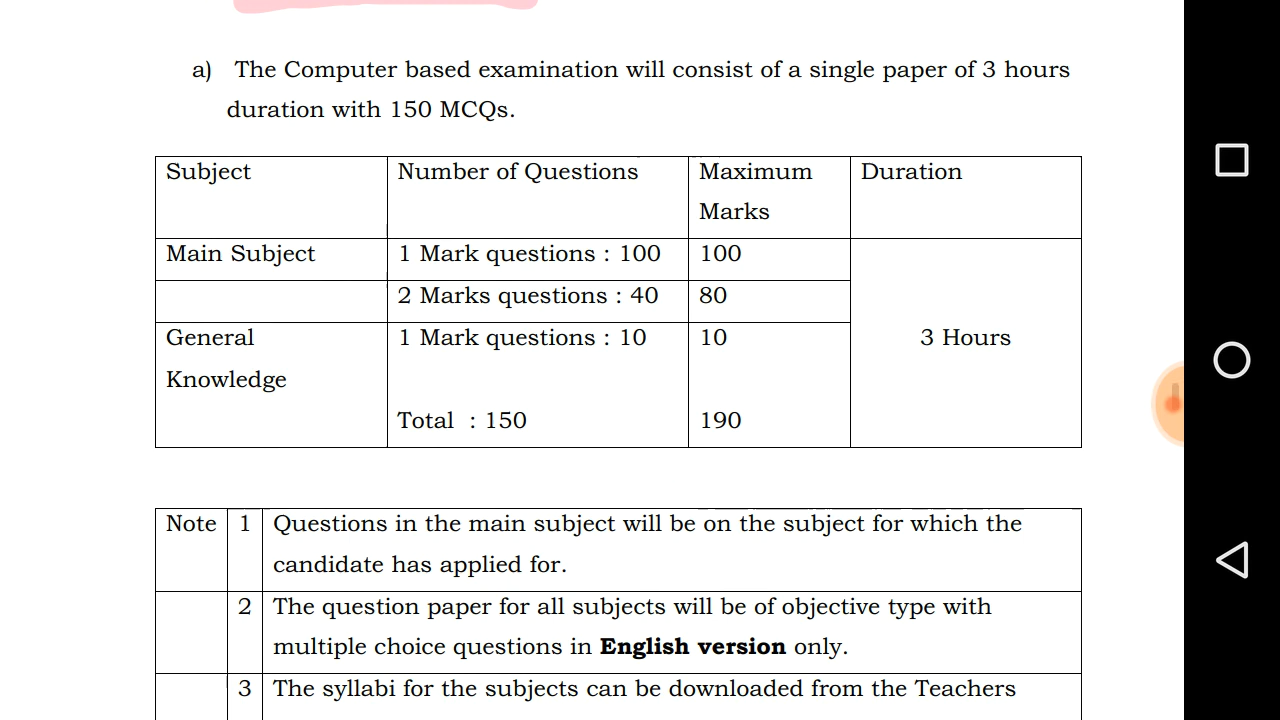 a) The Computer based examination will consist of a single paper of 3 hours
duration with 150 MCQs.
Subject Number of Questions Maximum Marks Duration
Main Subject 1 Mark questions : 100 100
2 Marks questions : 40 80
General Knowledge 1 Mark questions : 10 10 3 Hours
Total : 150 190
Note 1 Questions in the main subject will be on the subject for which the
candidate has applied for.
2 The question paper for all subjects will be of objective type with
multiple choice questions in English version only.
3 The syllabi for the subjects can be downloaded from the Teachers